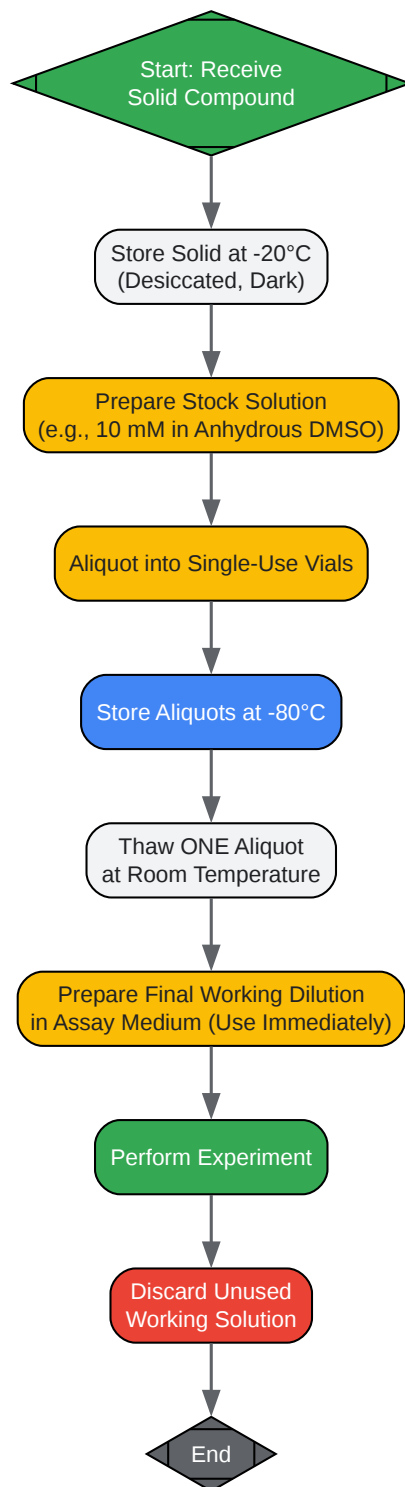 Start: Receive
Solid Compound
Store Solid at -20°C
(Desiccated, Dark)
Prepare Stock Solution
(e.g., 10 mM in Anhydrous DMSO)
Aliquot into Single-Use Vials
Store Aliquots at -80°C
Thaw ONE Aliquot
at Room Temperature
Prepare Final Working Dilution
in Assay Medium (Use Immediately)
Perform Experiment
Discard Unused
Working Solution
End